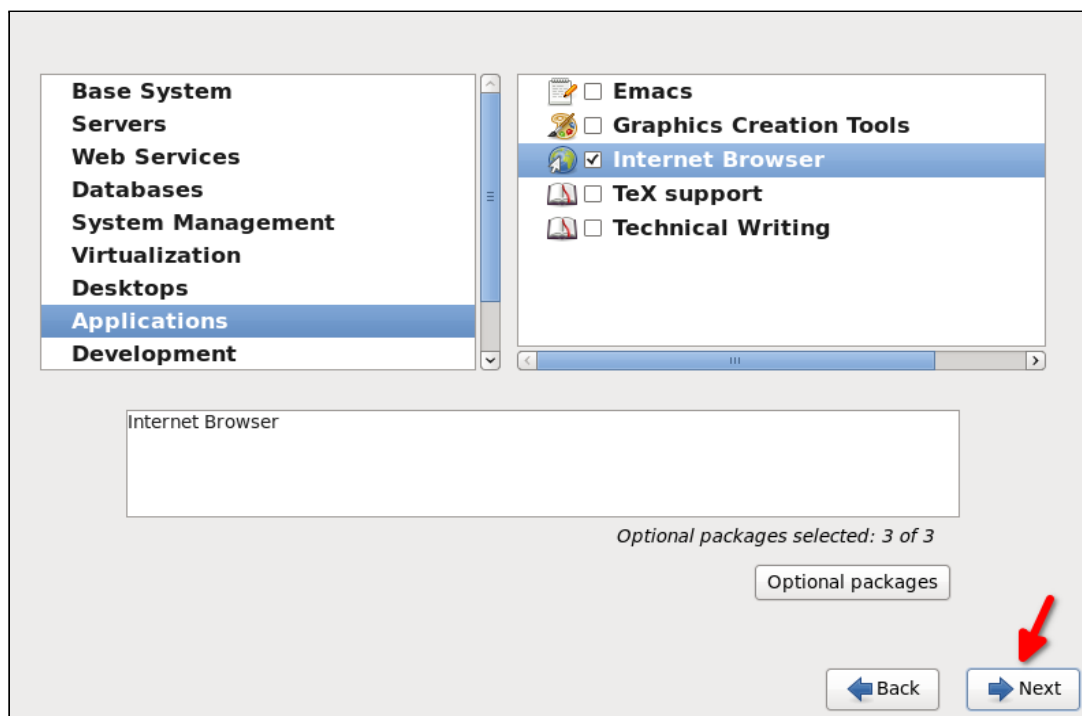 Base System
Servers
Web Services
Databases
System Management
Virtualization
Desktops
Applications
Development
Emacs
Graphics Creation Tools
Internet Browser
TeX support
Technical Writing
Internet Browser
Optional packages selected: 3 of 3
Optional packages
Back
Next